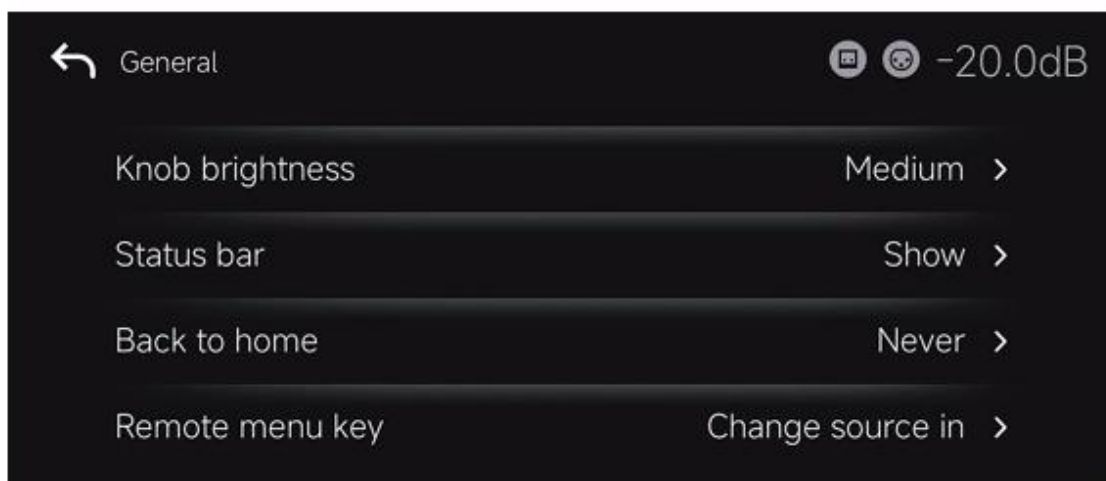 General -20.0dB
Knob brightness Medium
Status bar Show
Back to home Never
Remote menu key Change source in